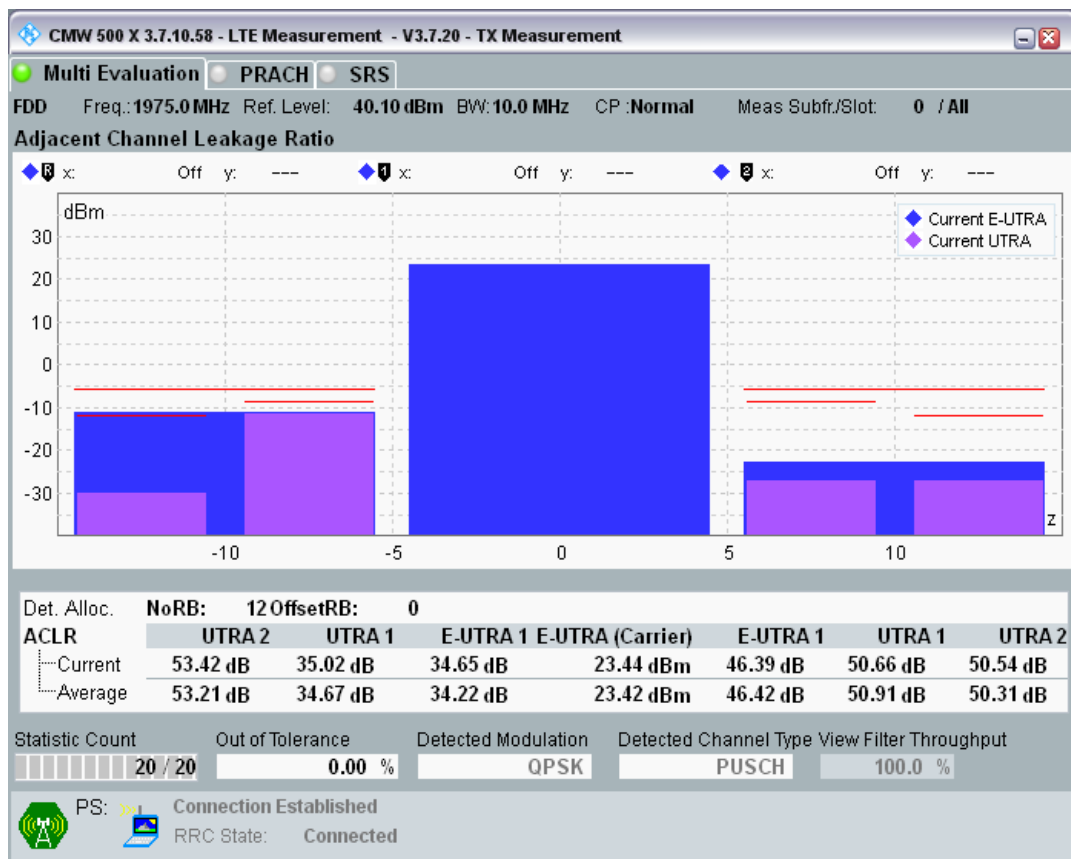 CMW 500 X 3.7.10.58 - LTE Measurement - V3.7.20 - TX Measurement
Multi Evaluation PRACH SRS
FDD Freq.:1975.0 MHz Ref. Level: 40.10 dBm BW:10.0 MHz CP :Normal Meas Subfr./Slot: 0 / All
Adjacent Channel Leakage Ratio
R x: Off y: --- 1 x: Off y: --- 2 x: Off y: ---
dBm
Current E-UTRA
Current UTRA
30
20
10
0
-10
-20
-30
z
-10 -5 0 5 10
Det. Alloc. NoRB: 12 OffsetRB: 0
ACLR UTRA 2 UTRA 1 E-UTRA 1 E-UTRA (Carrier) E-UTRA 1 UTRA 1 UTRA 2
Current 53.42 dB 35.02 dB 34.65 dB 23.44 dBm 46.39 dB 50.66 dB 50.54 dB
Average 53.21 dB 34.67 dB 34.22 dB 23.42 dBm 46.42 dB 50.91 dB 50.31 dB
Statistic Count Out of Tolerance Detected Modulation Detected Channel Type View Filter Throughput
20 / 20 0.00 % QPSK PUSCH 100.0 %
PS: Connection Established
RRC State: Connected